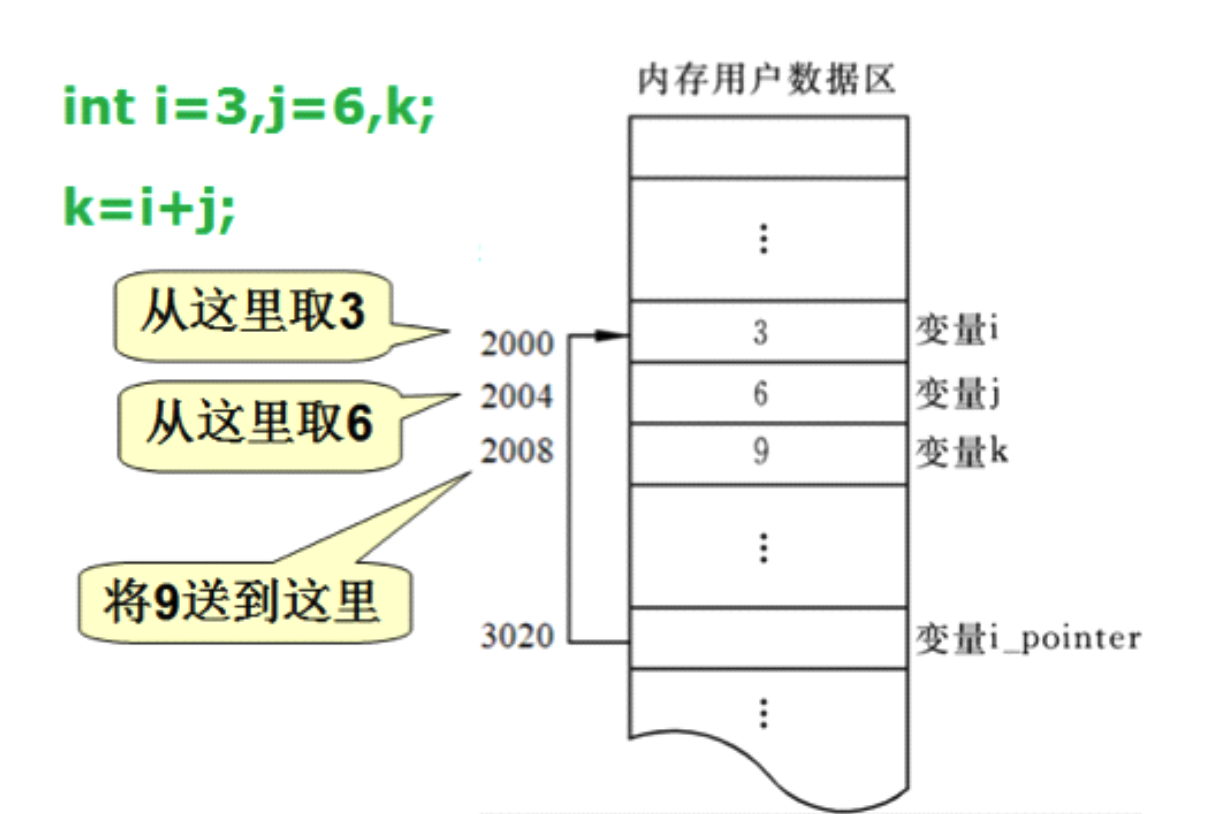 内存用户数据区
int i=3,j=6,k;
k=i+j;
⋮
从这里取3
2000
3
变量i
从这里取6
2004
6
变量j
2008
9
变量k
⋮
将9送到这里
3020
变量i_pointer
⋮